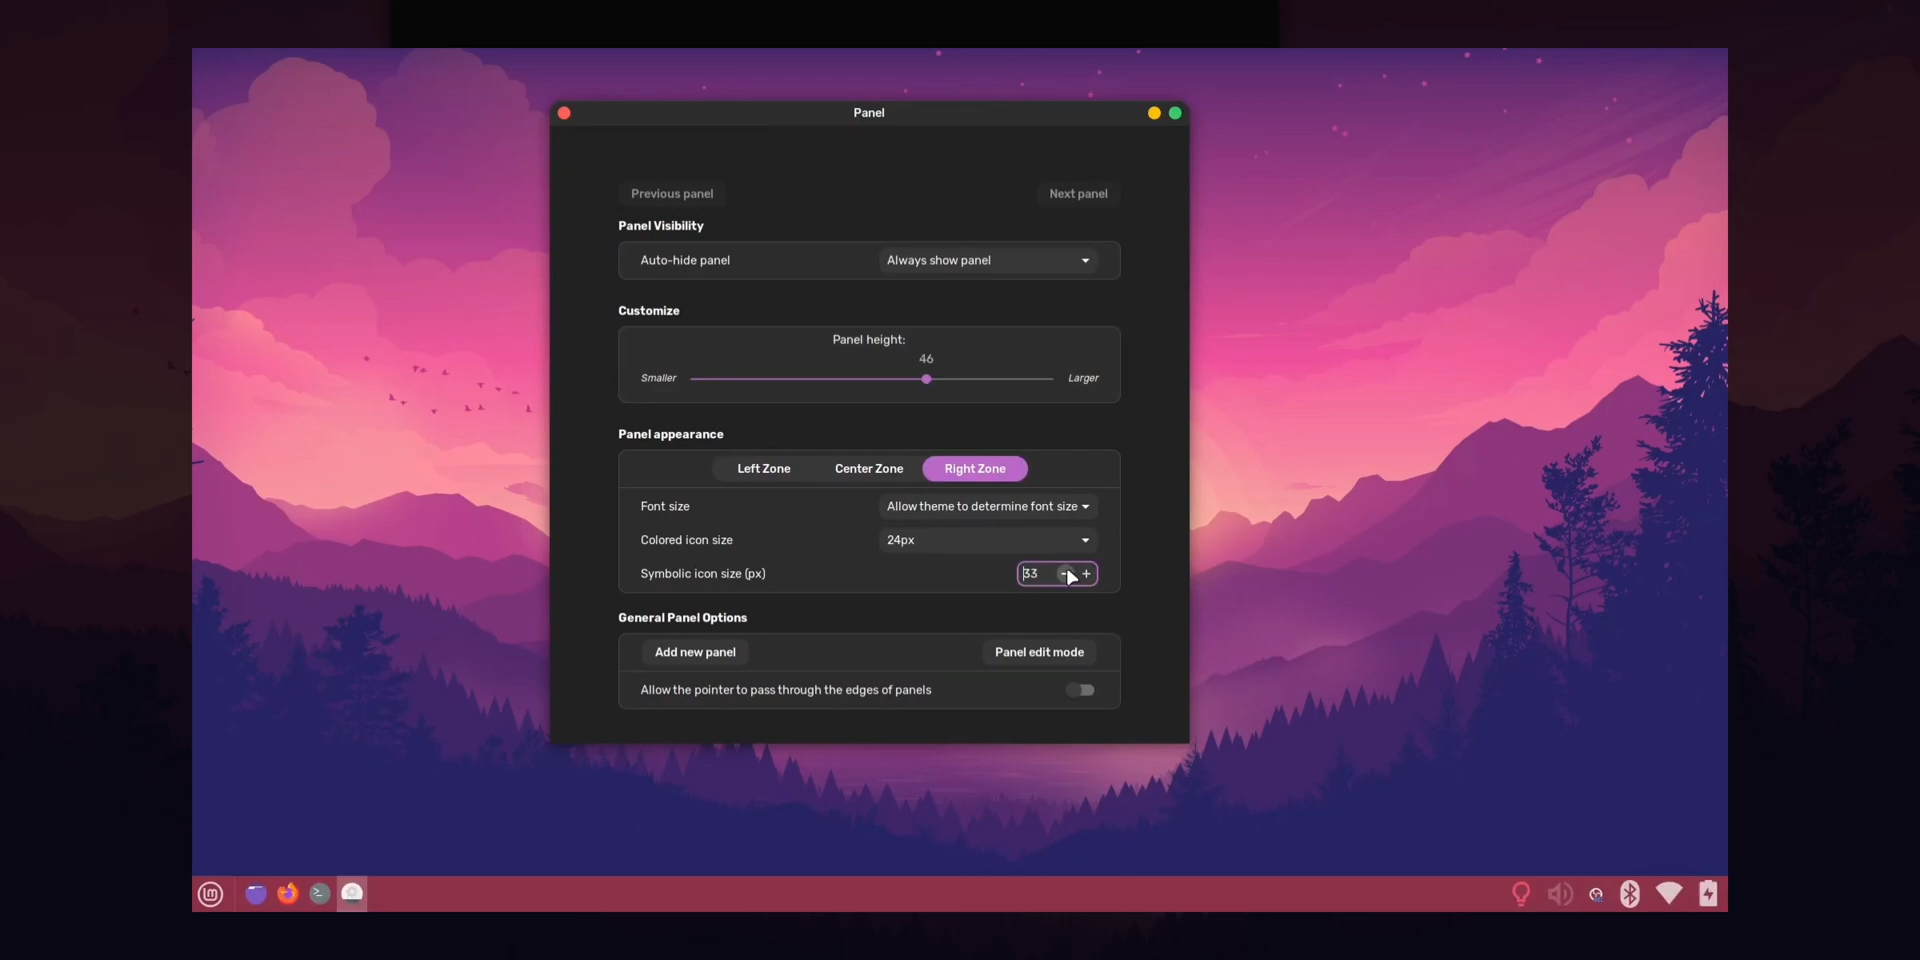 Panel
Previous panel
Next panel
Panel Visibility
Auto-hide panel
Always show panel
Customize
Panel height:
46
Smaller
Larger
Panel appearance
Left Zone
Center Zone
Right Zone
Font size
Allow theme to determine font size
Colored icon size
24px
Symbolic icon size (px)
33
General Panel Options
Add new panel
Panel edit mode
Allow the pointer to pass through the edges of panels